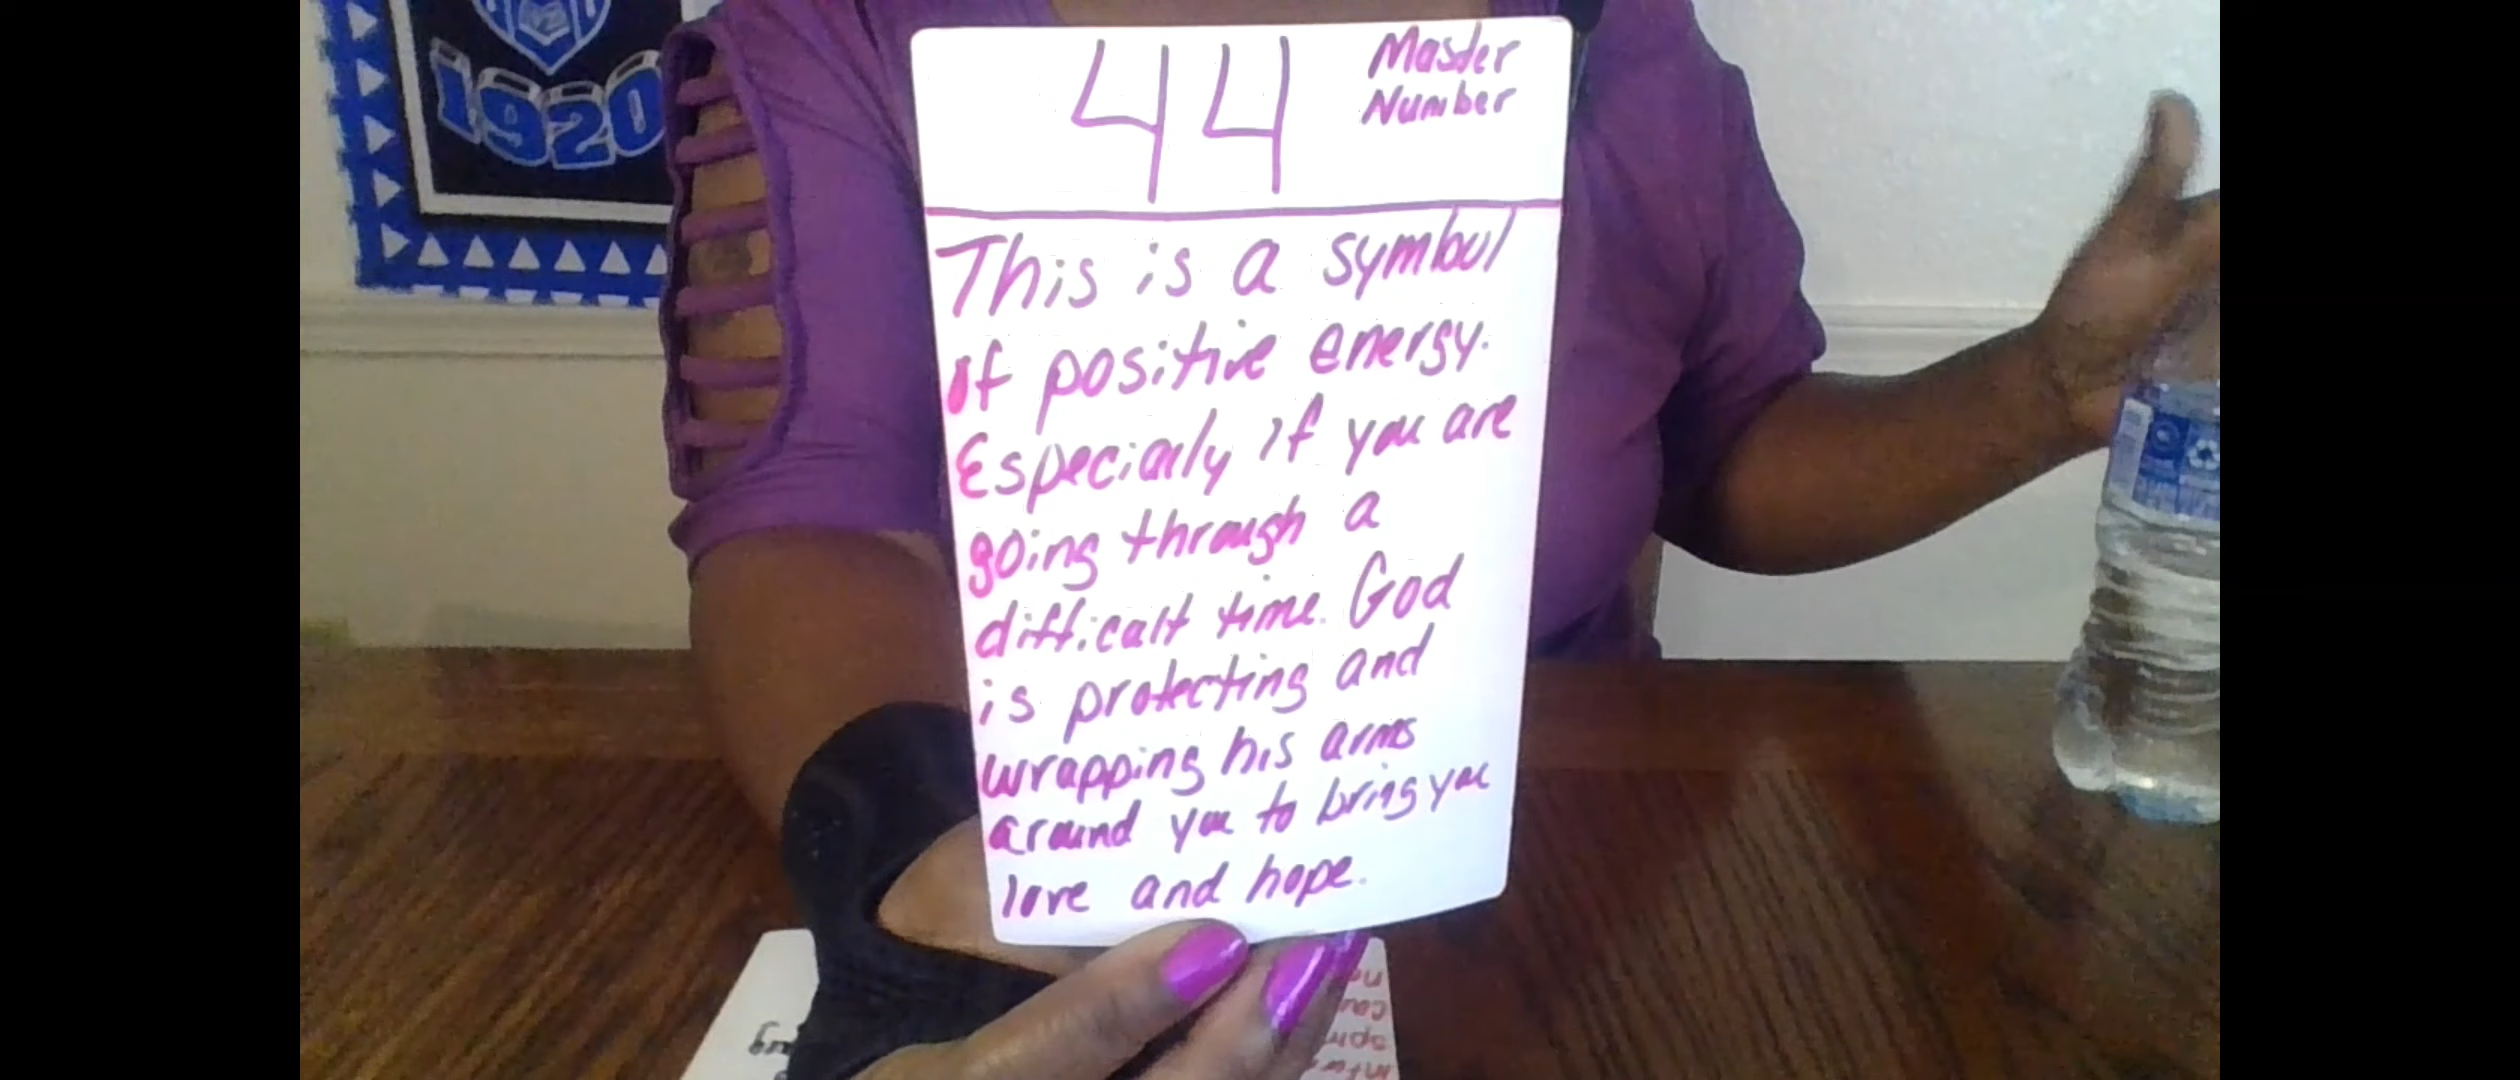 1920
44
Master
Number
This is a symbol
of positive energy.
Especially if you are
going through a
difficult time. God
is protecting and
wrapping his arms
around you to bring you
love and hope.